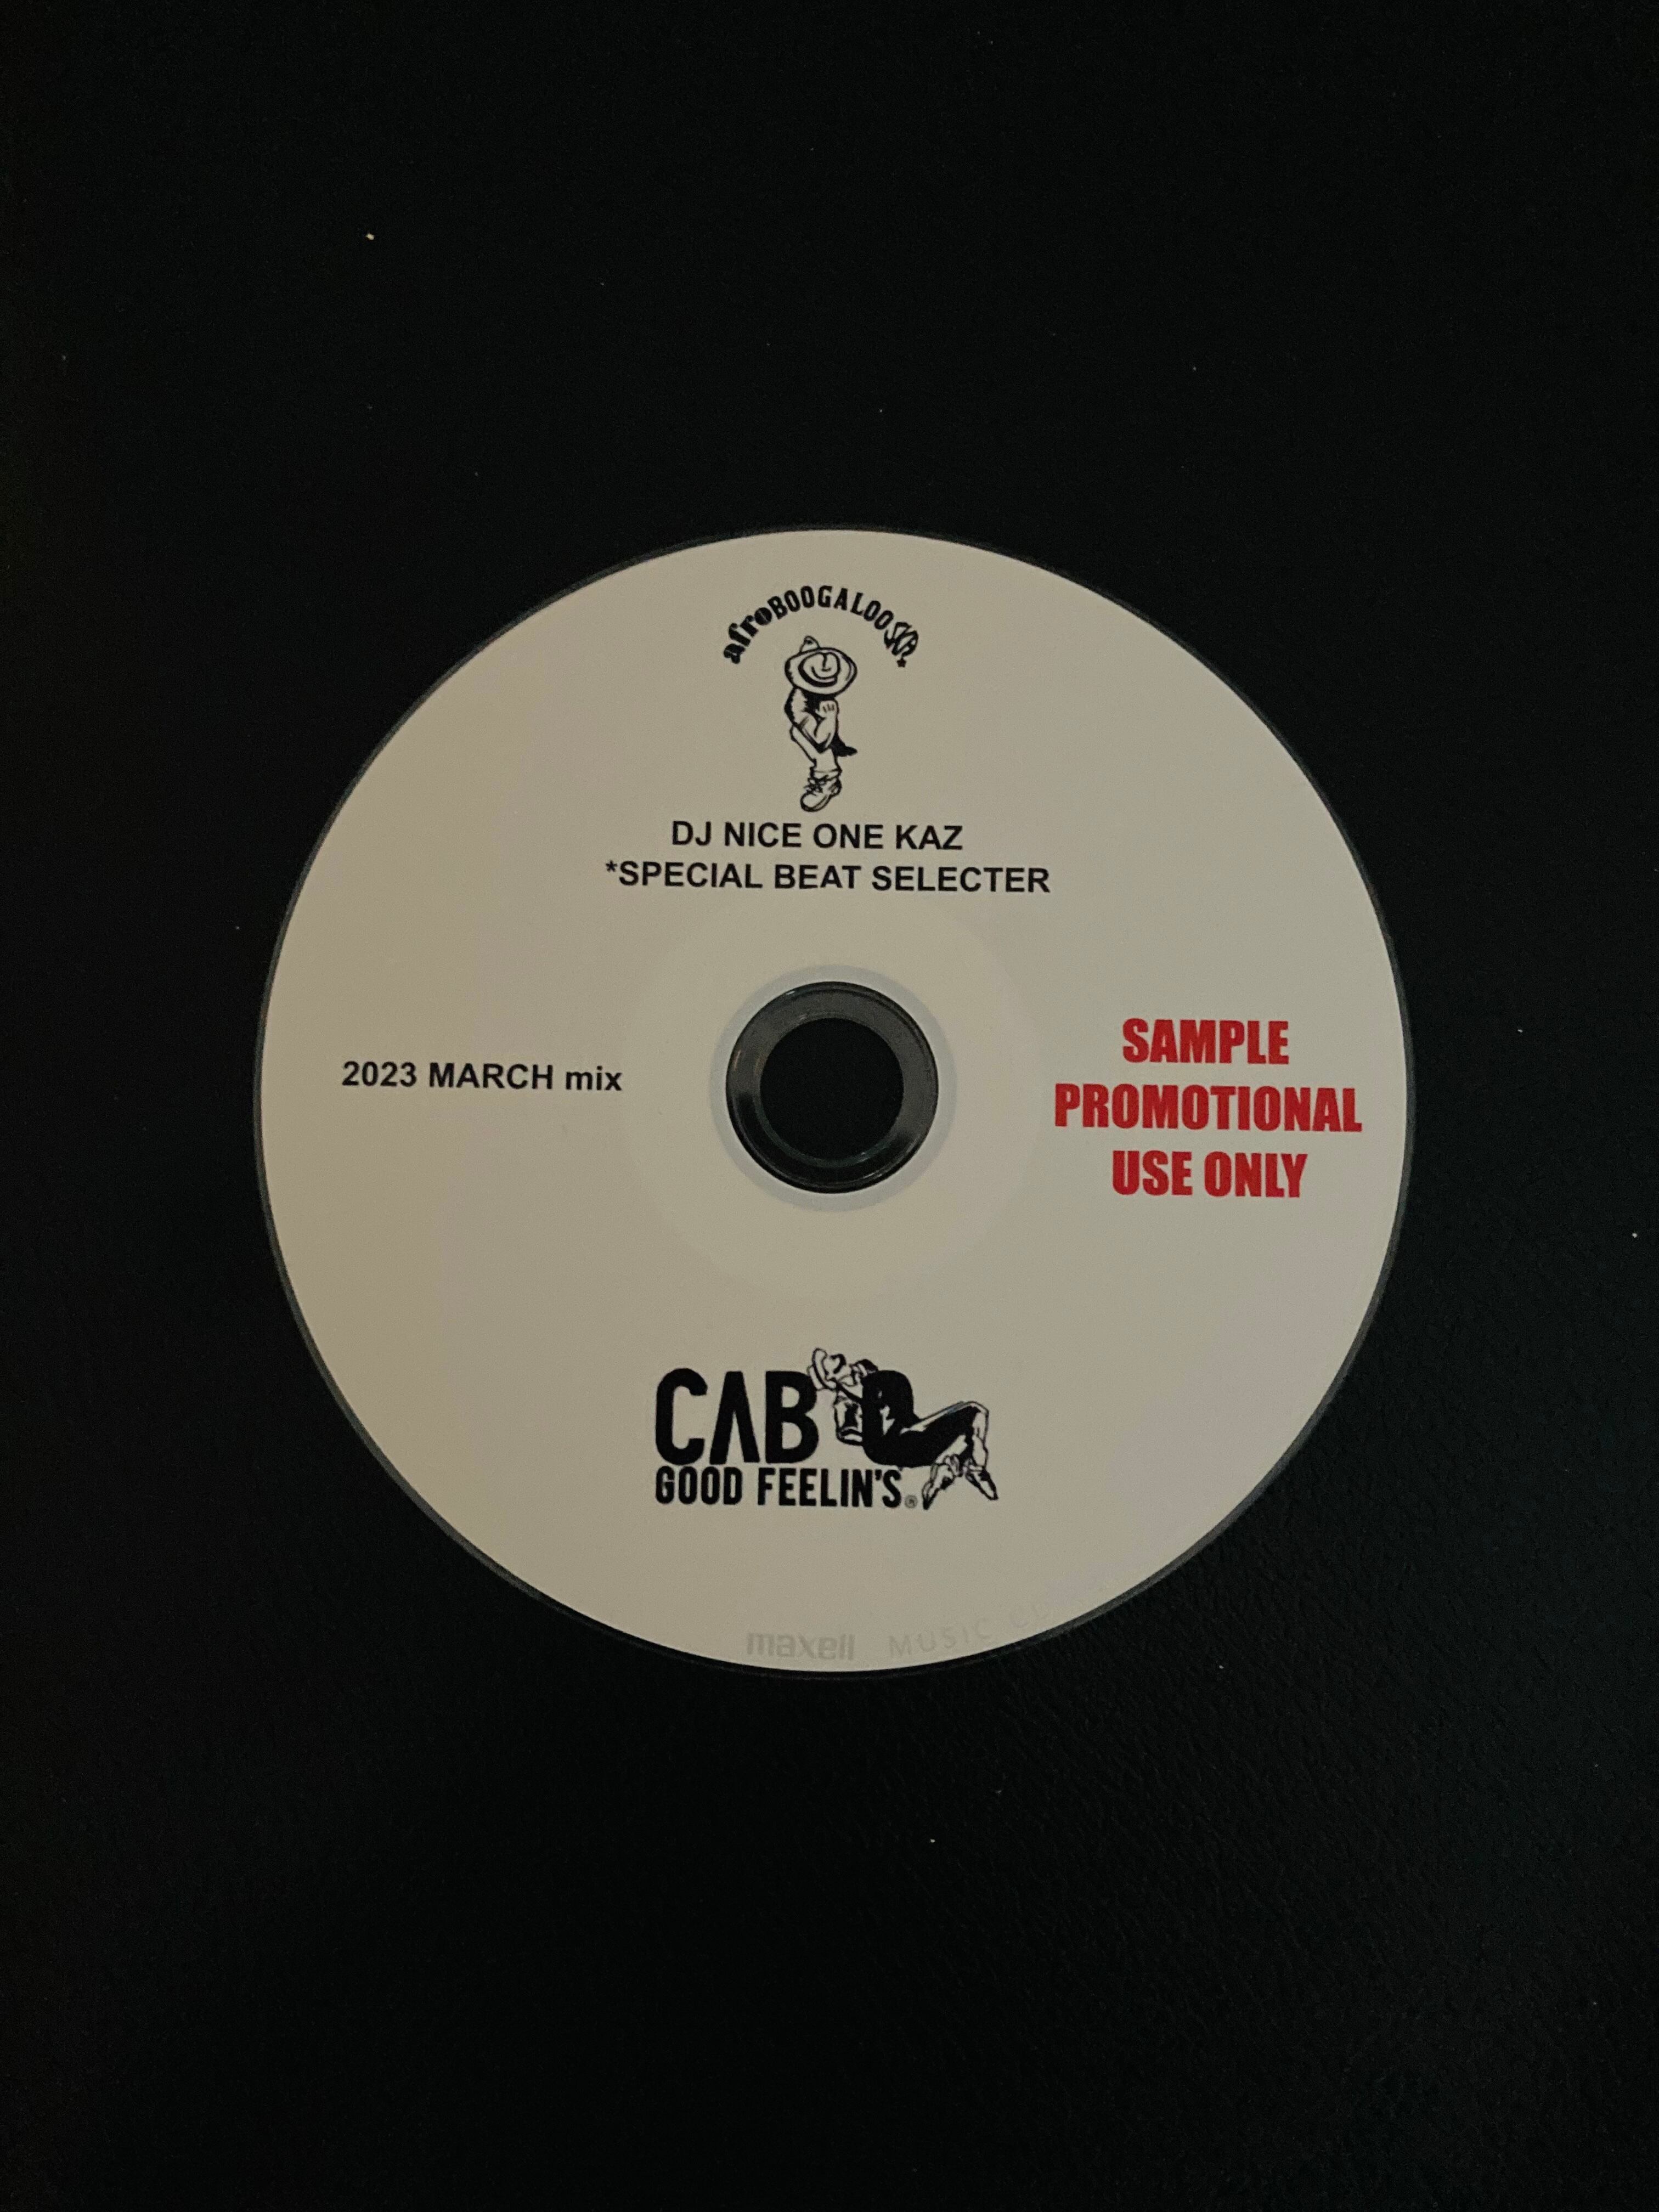 afroBOOGALOO
DJ NICE ONE KAZ
*SPECIAL BEAT SELECTER
2023 MARCH mix
SAMPLE
PROMOTIONAL
USE ONLY
CAB
GOOD FEELIN'S®
maxell MUSIC